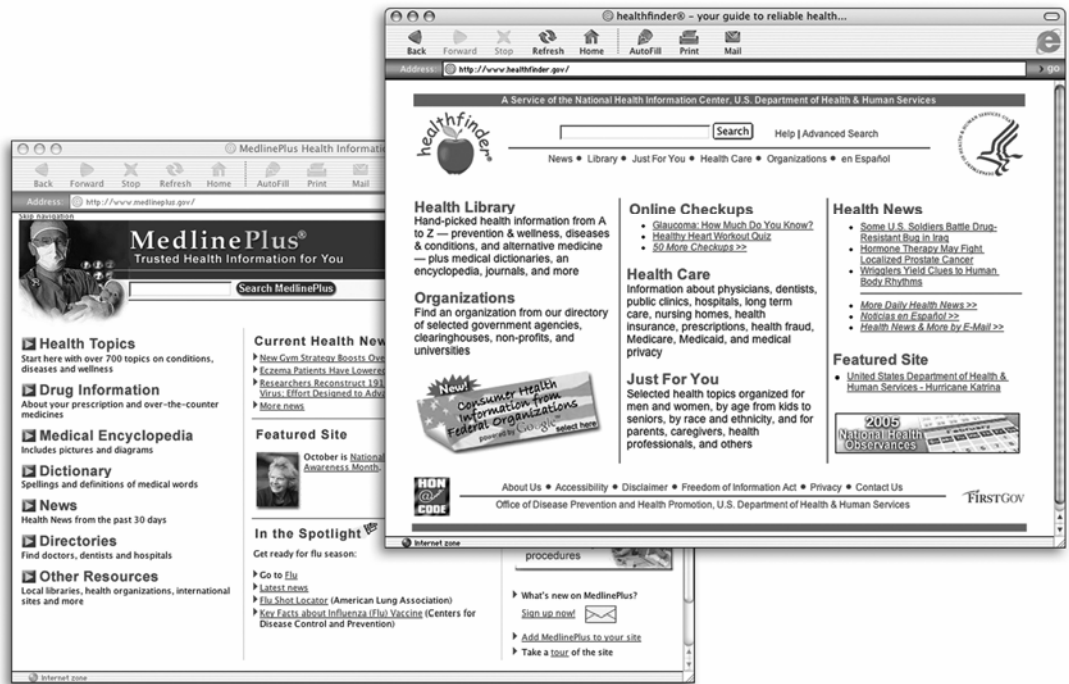 healthfinder® – your guide to reliable health...
Back Forward Stop Refresh Home AutoFill Print Mail
Address: http://www.healthfinder.gov/ go
A Service of the National Health Information Center, U.S. Department of Health & Human Services
healthfinder®
Search Help | Advanced Search
News • Library • Just For You • Health Care • Organizations • en Español
Health Library
Hand-picked health information from A
to Z — prevention & wellness, diseases
& conditions, and alternative medicine
— plus medical dictionaries, an
encyclopedia, journals, and more
Organizations
Find an organization from our directory
of selected government agencies,
clearinghouses, non-profits, and
universities
New!
Consumer Health
Information from
Federal Organizations
powered by Google™ select here
Online Checkups
• Glaucoma: How Much Do You Know?
• Healthy Heart Workout Quiz
• 50 More Checkups >>
Health Care
Information about physicians, dentists,
public clinics, hospitals, long term
care, nursing homes, health
insurance, prescriptions, health fraud,
Medicare, Medicaid, and medical
privacy
Just For You
Selected health topics organized for
men and women, by age from kids to
seniors, by race and ethnicity, and for
parents, caregivers, health
professionals, and others
Health News
• Some U.S. Soldiers Battle Drug-
Resistant Bug in Iraq
• Hormone Therapy May Fight
Localized Prostate Cancer
• Wrigglers Yield Clues to Human
Body Rhythms
• More Daily Health News >>
• Noticias en Español >>
• Health News & More by E-Mail >>
Featured Site
• United States Department of Health &
Human Services - Hurricane Katrina
2005
National Health
Observances
February
HON
@
CODE
About Us • Accessibility • Disclaimer • Freedom of Information Act • Privacy • Contact Us
Office of Disease Prevention and Health Promotion, U.S. Department of Health & Human Services
FIRSTGOV
Internet zone
MedlinePlus Health Informati
Back Forward Stop Refresh Home AutoFill Print Mail
Address: http://www.medlineplus.gov/
Skip navigation
MedlinePlus®
Trusted Health Information for You
Search MedlinePlus
Health Topics
Start here with over 700 topics on conditions,
diseases and wellness
Drug Information
About your prescription and over-the-counter
medicines
Medical Encyclopedia
Includes pictures and diagrams
Dictionary
Spellings and definitions of medical words
News
Health News from the past 30 days
Directories
Find doctors, dentists and hospitals
Other Resources
Local libraries, health organizations, international
sites and more
Current Health New
New Gym Strategy Boosts Ove
Eczema Patients Have Lowered
Researchers Reconstruct 191
Virus; Effort Designed to Adva
More news
Featured Site
October is National
Awareness Month.
In the Spotlight
Get ready for flu season:
Go to Flu
Latest news
Flu Shot Locator (American Lung Association)
Key Facts about Influenza (Flu) Vaccine (Centers for
Disease Control and Prevention)
procedures
What's new on MedlinePlus?
Sign up now!
Add MedlinePlus to your site
Take a tour of the site
Internet zone